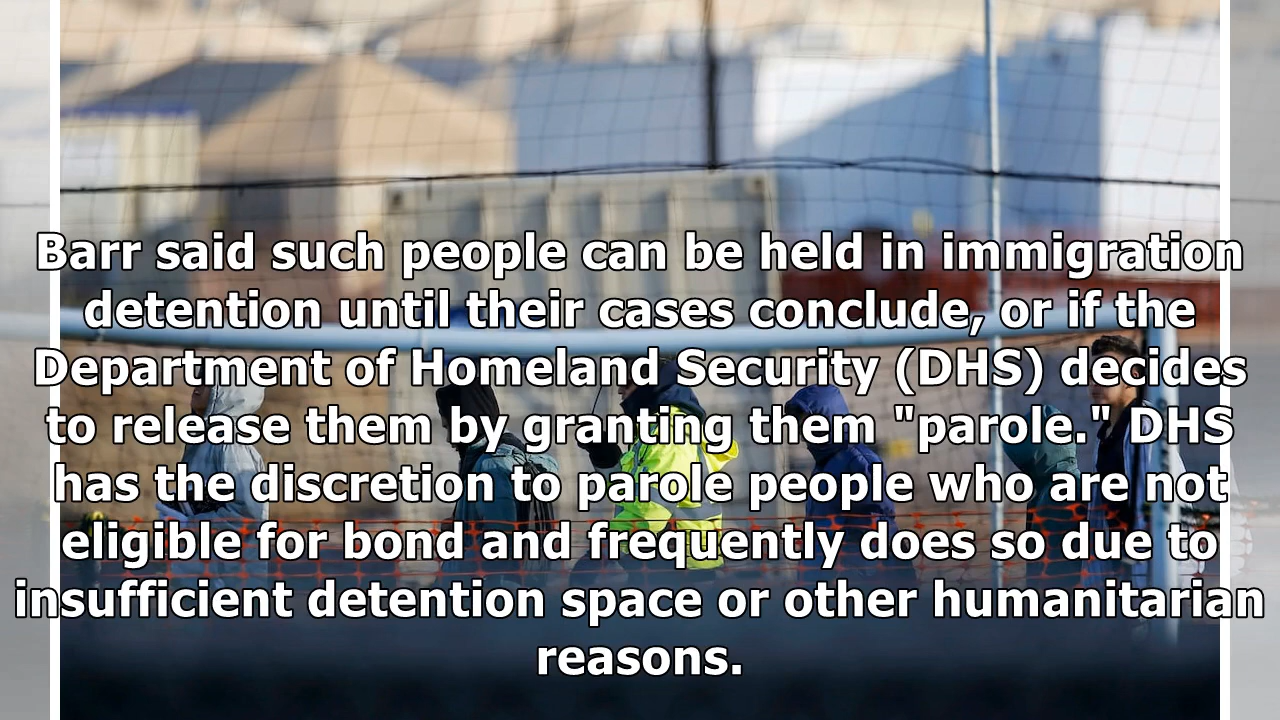 Barr said such people can be held in immigration
detention until their cases conclude, or if the
Department of Homeland Security (DHS) decides
to release them by granting them "parole." DHS
has the discretion to parole people who are not
eligible for bond and frequently does so due to
insufficient detention space or other humanitarian
reasons.